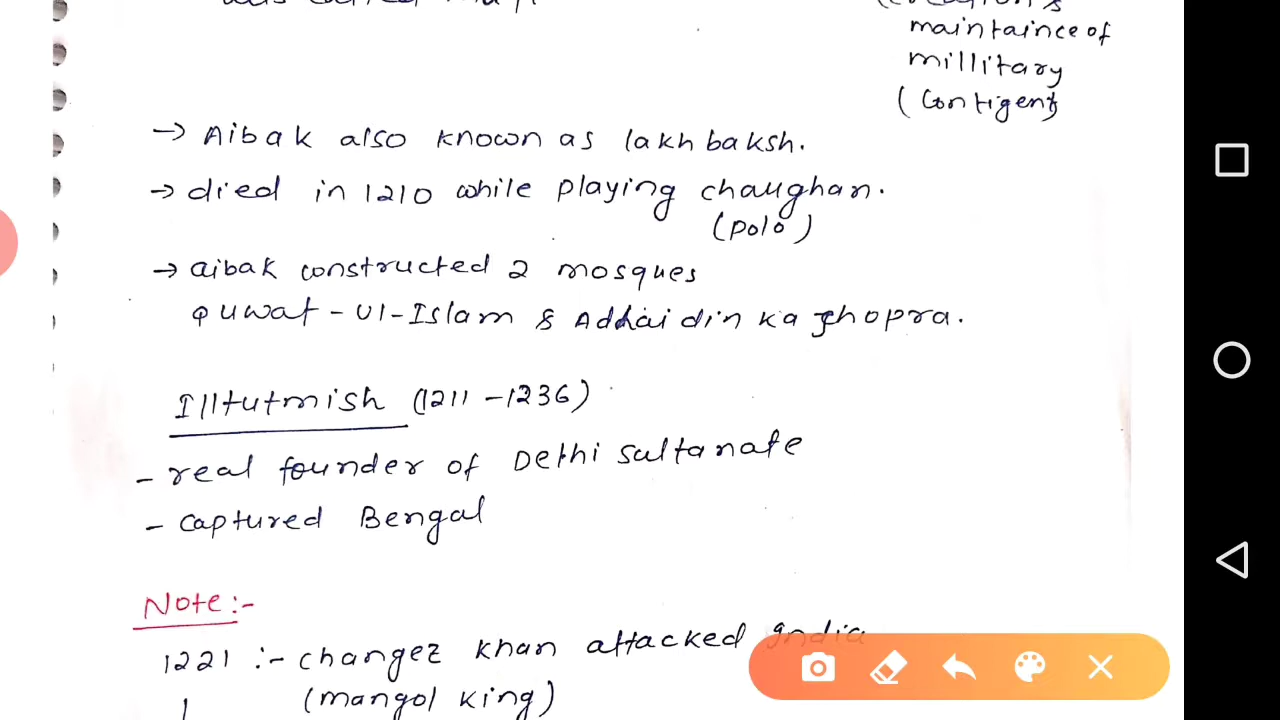 maintaince of
millitary
(Contigent)
→ Aibak also known as lakh baksh.
→ died in 1210 while playing chaughan.
(polo)
→ aibak constructed 2 mosques
Quwat-Ul-Islam & Adhai din ka jhopra.
Illtutmish (1211-1236)
- real founder of Delhi sultanate
- captured Bengal
Note:-
1221 :- changez khan attacked India
(mangol king)